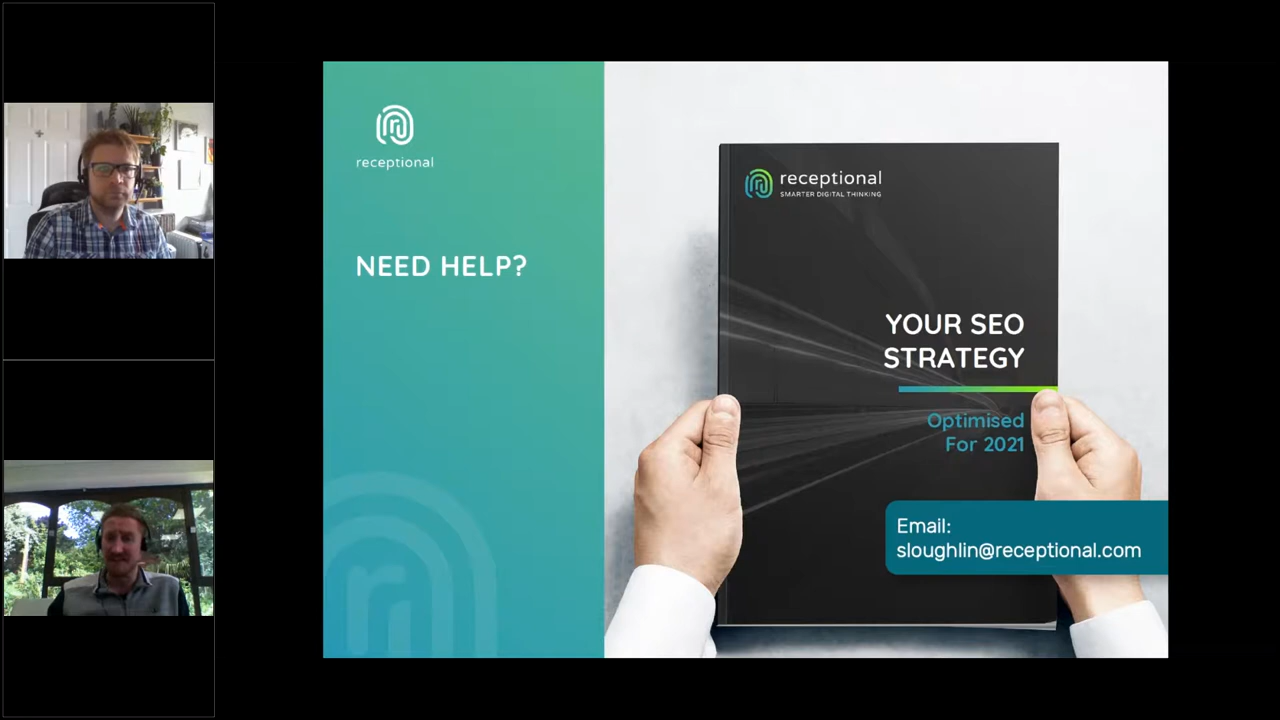 receptional
NEED HELP?
receptional
SMARTER DIGITAL THINKING
YOUR SEO
STRATEGY
Optimised
For 2021
Email:
sloughlin@receptional.com